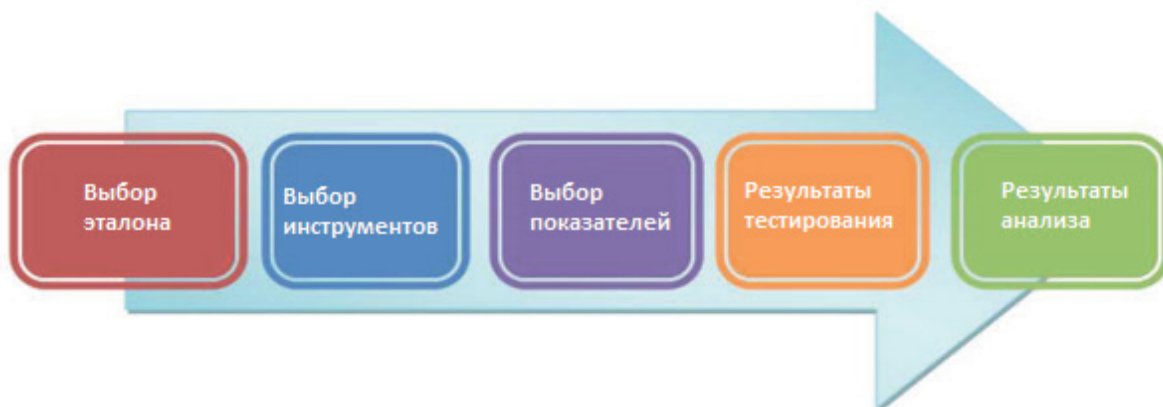 Выбор
эталона
Выбор
инструментов
Выбор
показателей
Результаты
тестирования
Результаты
анализа